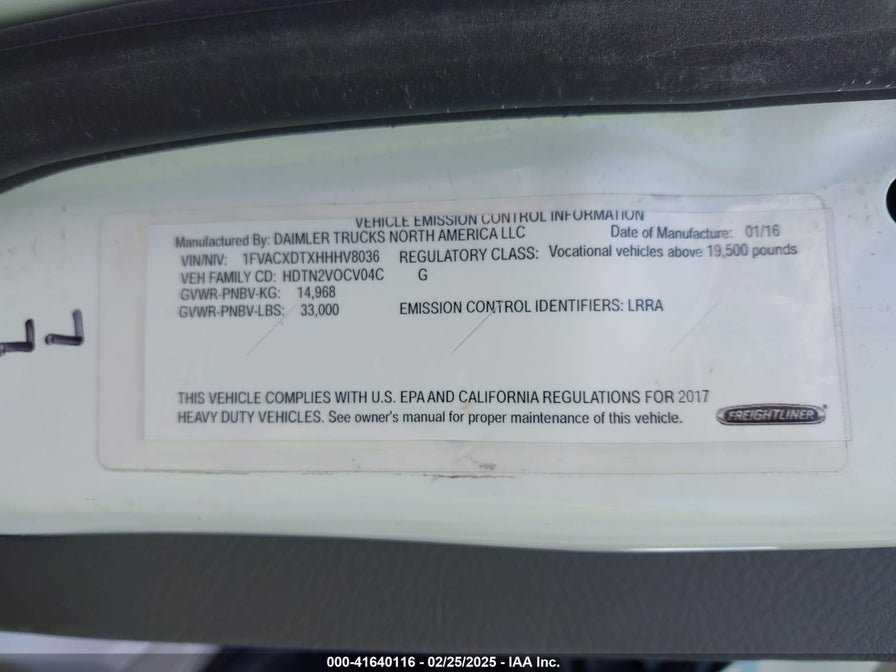 VEHICLE EMISSION CONTROL INFORMATION
Manufactured By: DAIMLER TRUCKS NORTH AMERICA LLC Date of Manufacture: 01/16
VIN/NIV: 1FVACXDTXHHHV8036 REGULATORY CLASS: Vocational vehicles above 19,500 pounds
VEH FAMILY CD: HDTN2VOCV04C G
GVWR-PNBV-KG: 14,968
GVWR-PNBV-LBS: 33,000 EMISSION CONTROL IDENTIFIERS: LRRA
THIS VEHICLE COMPLIES WITH U.S. EPA AND CALIFORNIA REGULATIONS FOR 2017
HEAVY DUTY VEHICLES. See owner's manual for proper maintenance of this vehicle.
FREIGHTLINER
000-41640116 - 02/25/2025 - IAA Inc.